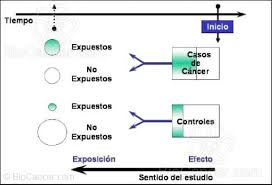 Tiempo
Inicio
Expuestos
No
Expuestos
Casos
de
Cáncer
Expuestos
No
Expuestos
Controles
Exposición
Efecto
Sentido del estudio
© BioCancer.com